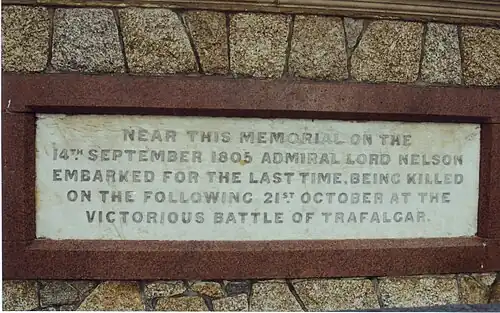 NEAR THIS MEMORIAL ON THE
14TH SEPTEMBER 1805 ADMIRAL LORD NELSON
EMBARKED FOR THE LAST TIME, BEING KILLED
ON THE FOLLOWING 21ST OCTOBER AT THE
VICTORIOUS BATTLE OF TRAFALGAR.